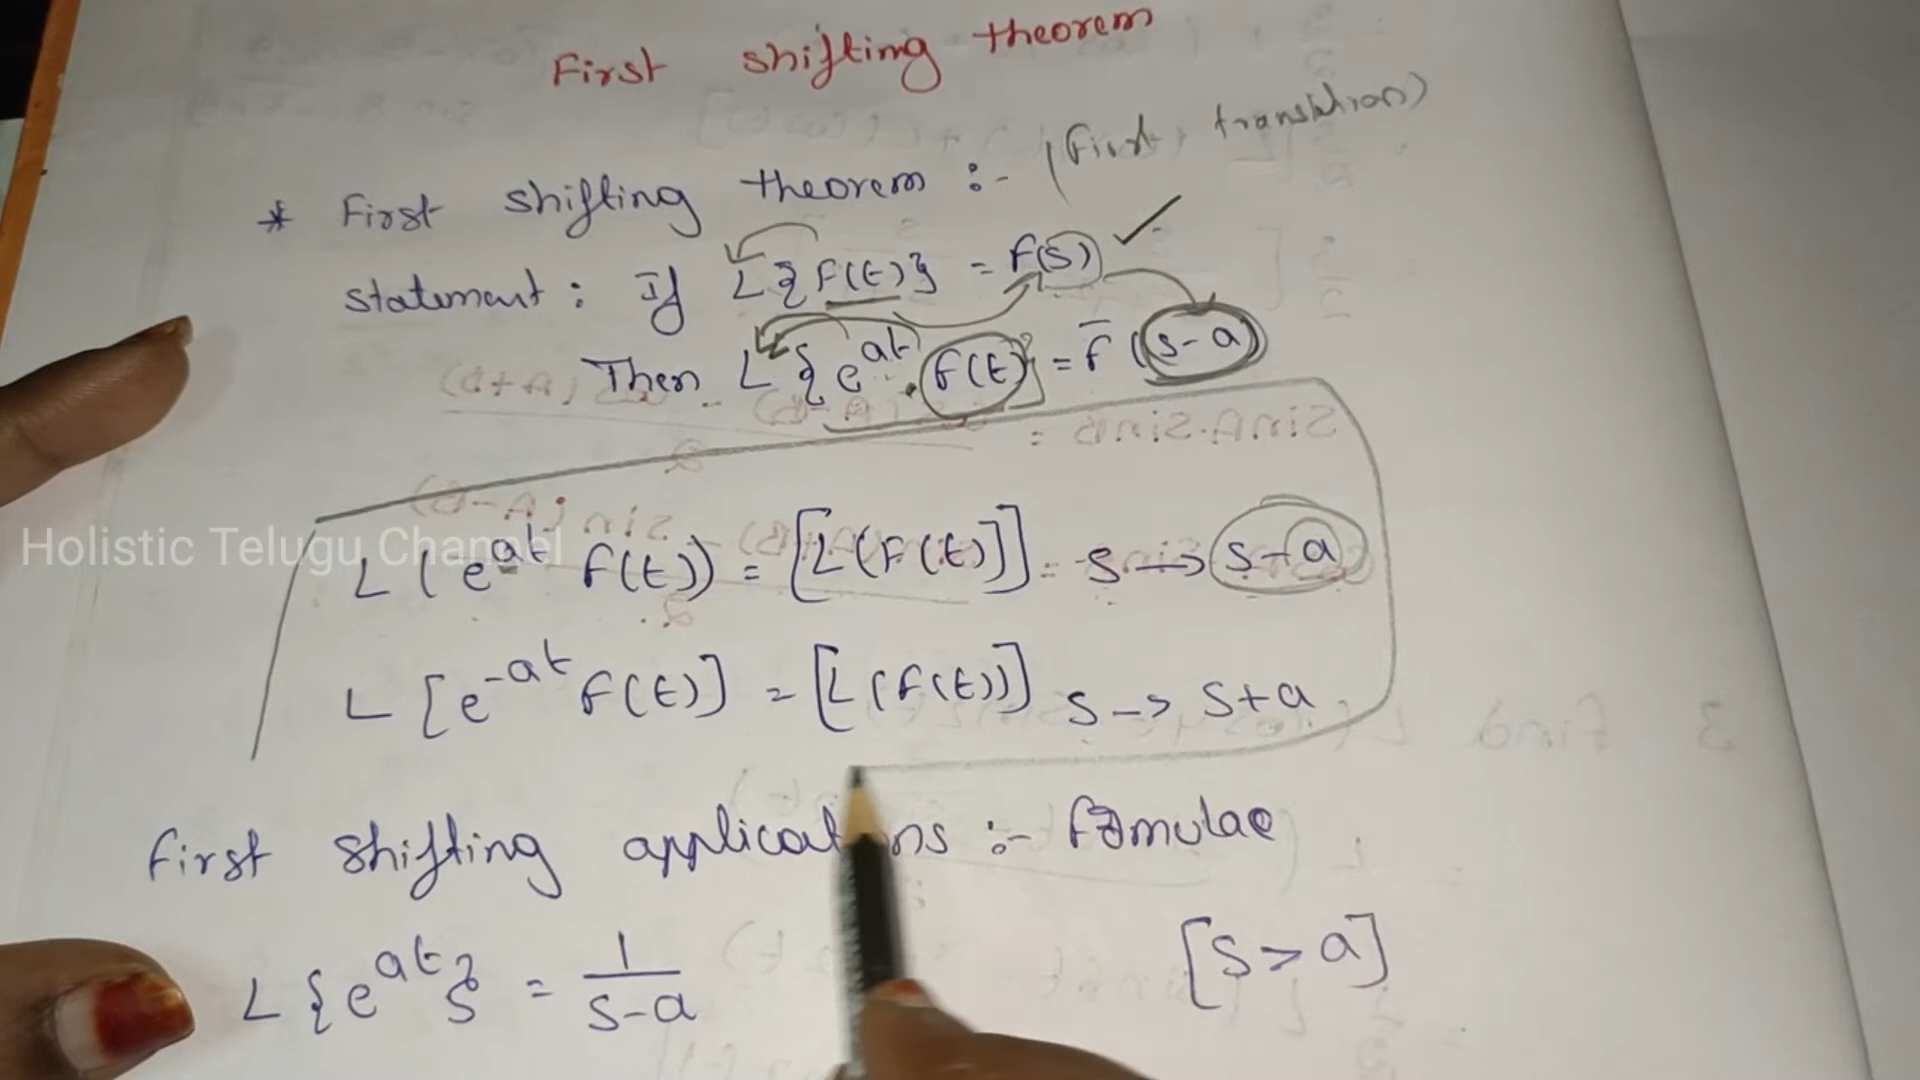 First shifting theorem
* First shifting theorem :- (First translation)
statement : If L{f(t)} = f(s) ✓
Then L{e^{at}.f(t)} = f̄(s-a)
Holistic Telugu Channel
L(e^{at} f(t)) = [L(f(t)]] = s → s-a
L[e^{-at} f(t)] = [L(f(t))] s → s+a
First shifting applications :- formulae
L{e^{at}} = 1/(s-a) [s > a]